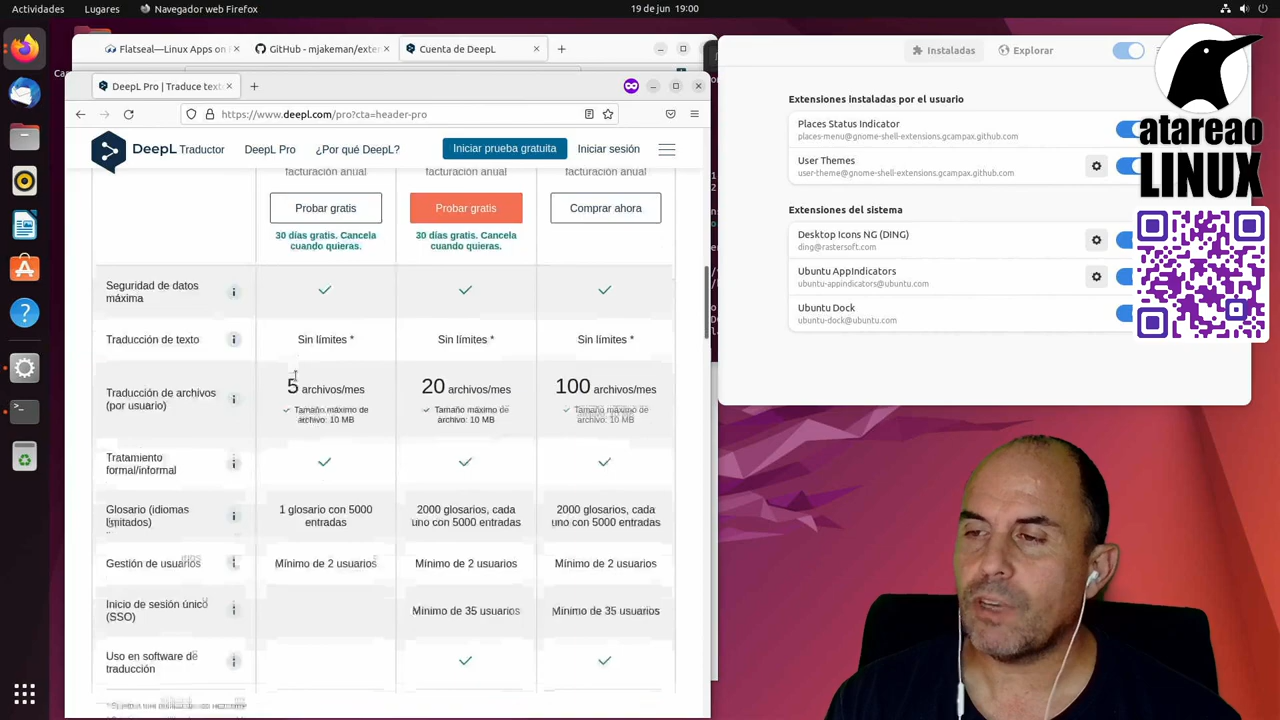 Actividades Lugares Navegador web Firefox 19 de jun 19:00
Flatseal—Linux Apps on
GitHub - mjakeman/exter
Cuenta de DeepL
DeepL Pro | Traduce text
https://www.deepl.com/pro?cta=header-pro
DeepL Traductor DeepL Pro ¿Por qué DeepL? Iniciar prueba gratuita Iniciar sesión
facturación anual facturación anual facturación anual
Probar gratis Probar gratis Comprar ahora
30 días gratis. Cancela cuando quieras.
30 días gratis. Cancela cuando quieras.
Seguridad de datos máxima
Traducción de texto Sin límites * Sin límites * Sin límites *
Traducción de archivos (por usuario)
5 archivos/mes 20 archivos/mes 100 archivos/mes
Tamaño máximo de archivo: 10 MB
Tamaño máximo de archivo: 10 MB
Tamaño máximo de archivo: 10 MB
Tratamiento formal/informal
Glosario (idiomas limitados)
1 glosario con 5000 entradas
2000 glosarios, cada uno con 5000 entradas
2000 glosarios, cada uno con 5000 entradas
Gestión de usuarios Mínimo de 2 usuarios Mínimo de 2 usuarios Mínimo de 2 usuarios
Inicio de sesión único (SSO)
Mínimo de 35 usuarios Mínimo de 35 usuarios
Uso en software de traducción
Instaladas Explorar
Extensiones instaladas por el usuario
Places Status Indicator
places-menu@gnome-shell-extensions.gcampax.github.com
User Themes
user-theme@gnome-shell-extensions.gcampax.github.com
Extensiones del sistema
Desktop Icons NG (DING)
ding@rastersoft.com
Ubuntu AppIndicators
ubuntu-appindicators@ubuntu.com
Ubuntu Dock
ubuntu-dock@ubuntu.com
atareao
LINUX